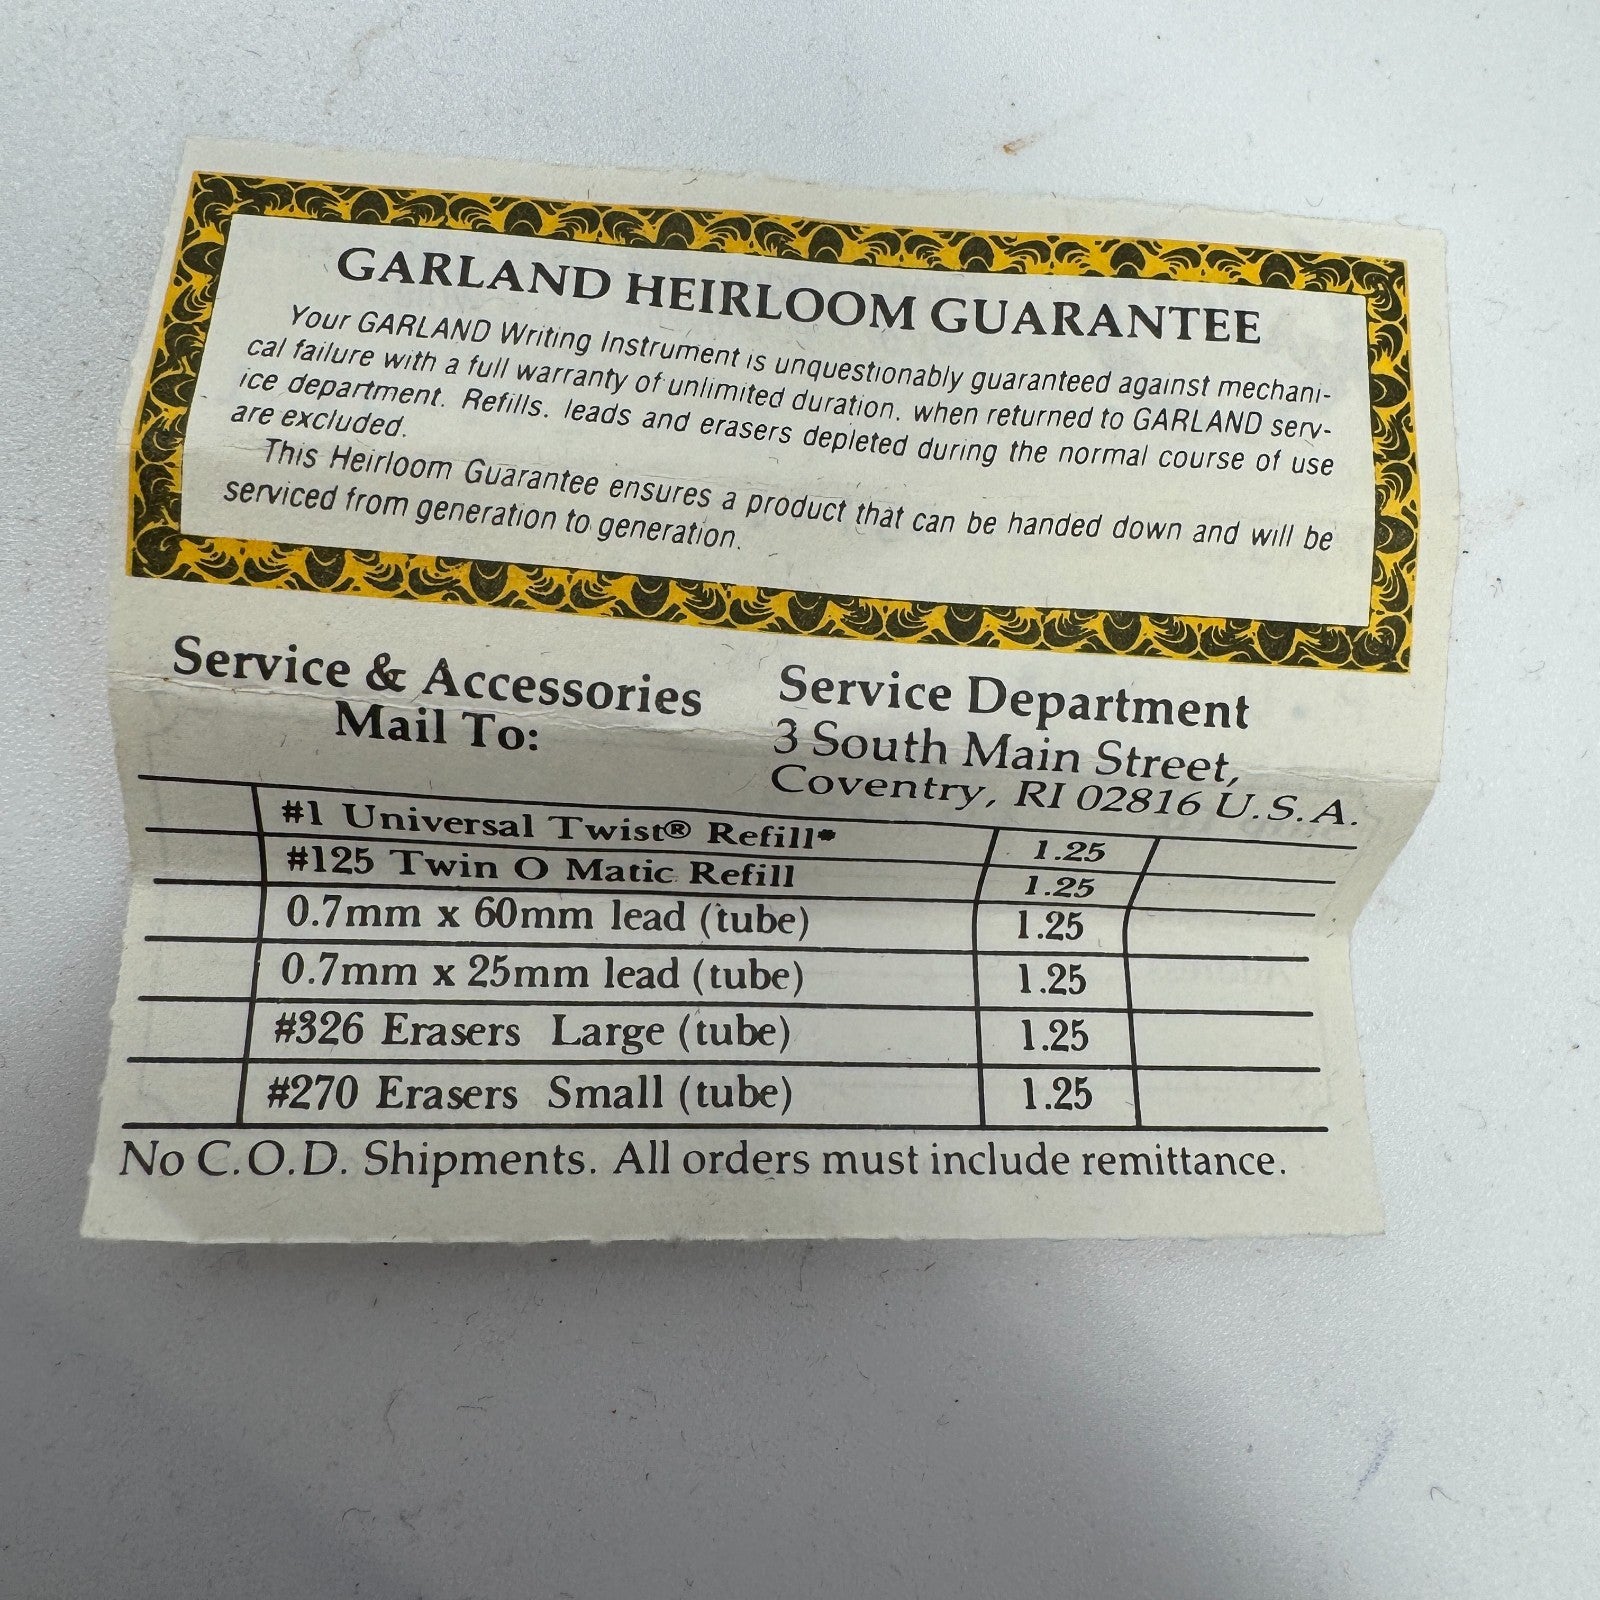 GARLAND HEIRLOOM GUARANTEE
Your GARLAND Writing Instrument is unquestionably guaranteed against mechani-
cal failure with a full warranty of unlimited duration. when returned to GARLAND serv-
ice department. Refills. leads and erasers depleted during the normal course of use
are excluded.
This Heirloom Guarantee ensures a product that can be handed down and will be
serviced from generation to generation.
Service & Accessories
Mail To:
Service Department
3 South Main Street,
Coventry, RI 02816 U.S.A.
#1 Universal Twist® Refill* 1.25
#125 Twin O Matic Refill 1.25
0.7mm x 60mm lead (tube) 1.25
0.7mm x 25mm lead (tube) 1.25
#326 Erasers Large (tube) 1.25
#270 Erasers Small (tube) 1.25
No C.O.D. Shipments. All orders must include remittance.